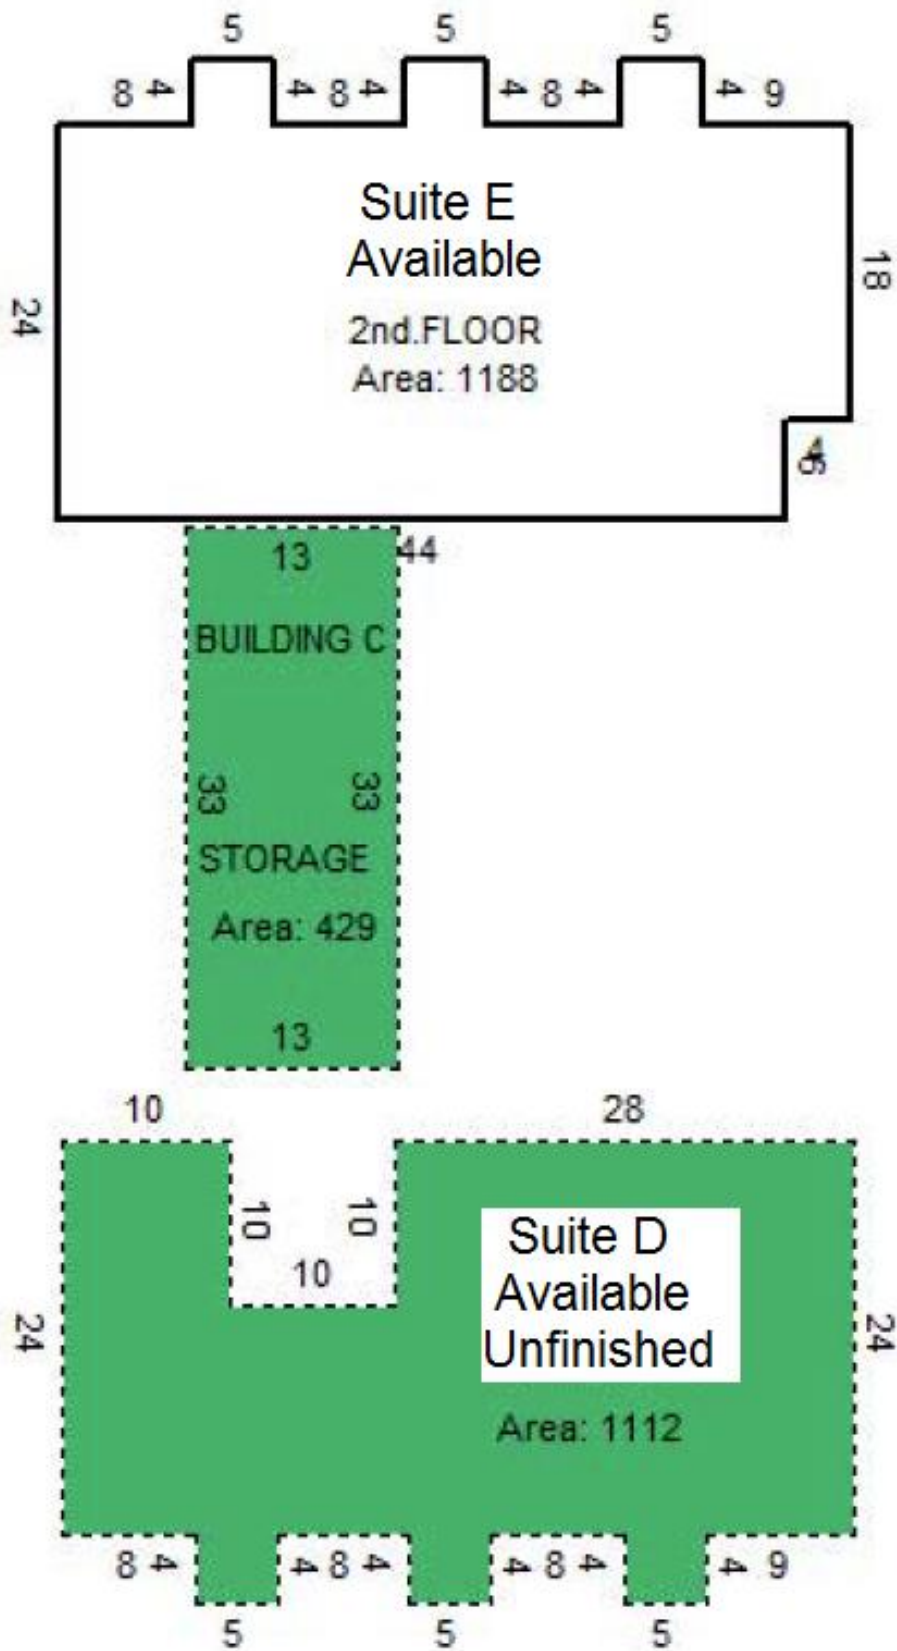 5 5 5
8 4 4 8 4 4 8 4 4 9
Suite E
Available
24
18
2nd.FLOOR
Area: 1188
4
6
44
13
BUILDING C
33 33
STORAGE
Area: 429
13
10 28
10 10
10
Suite D
Available
Unfinished
24 24
Area: 1112
8 4 4 8 4 4 8 4 4 9
5 5 5